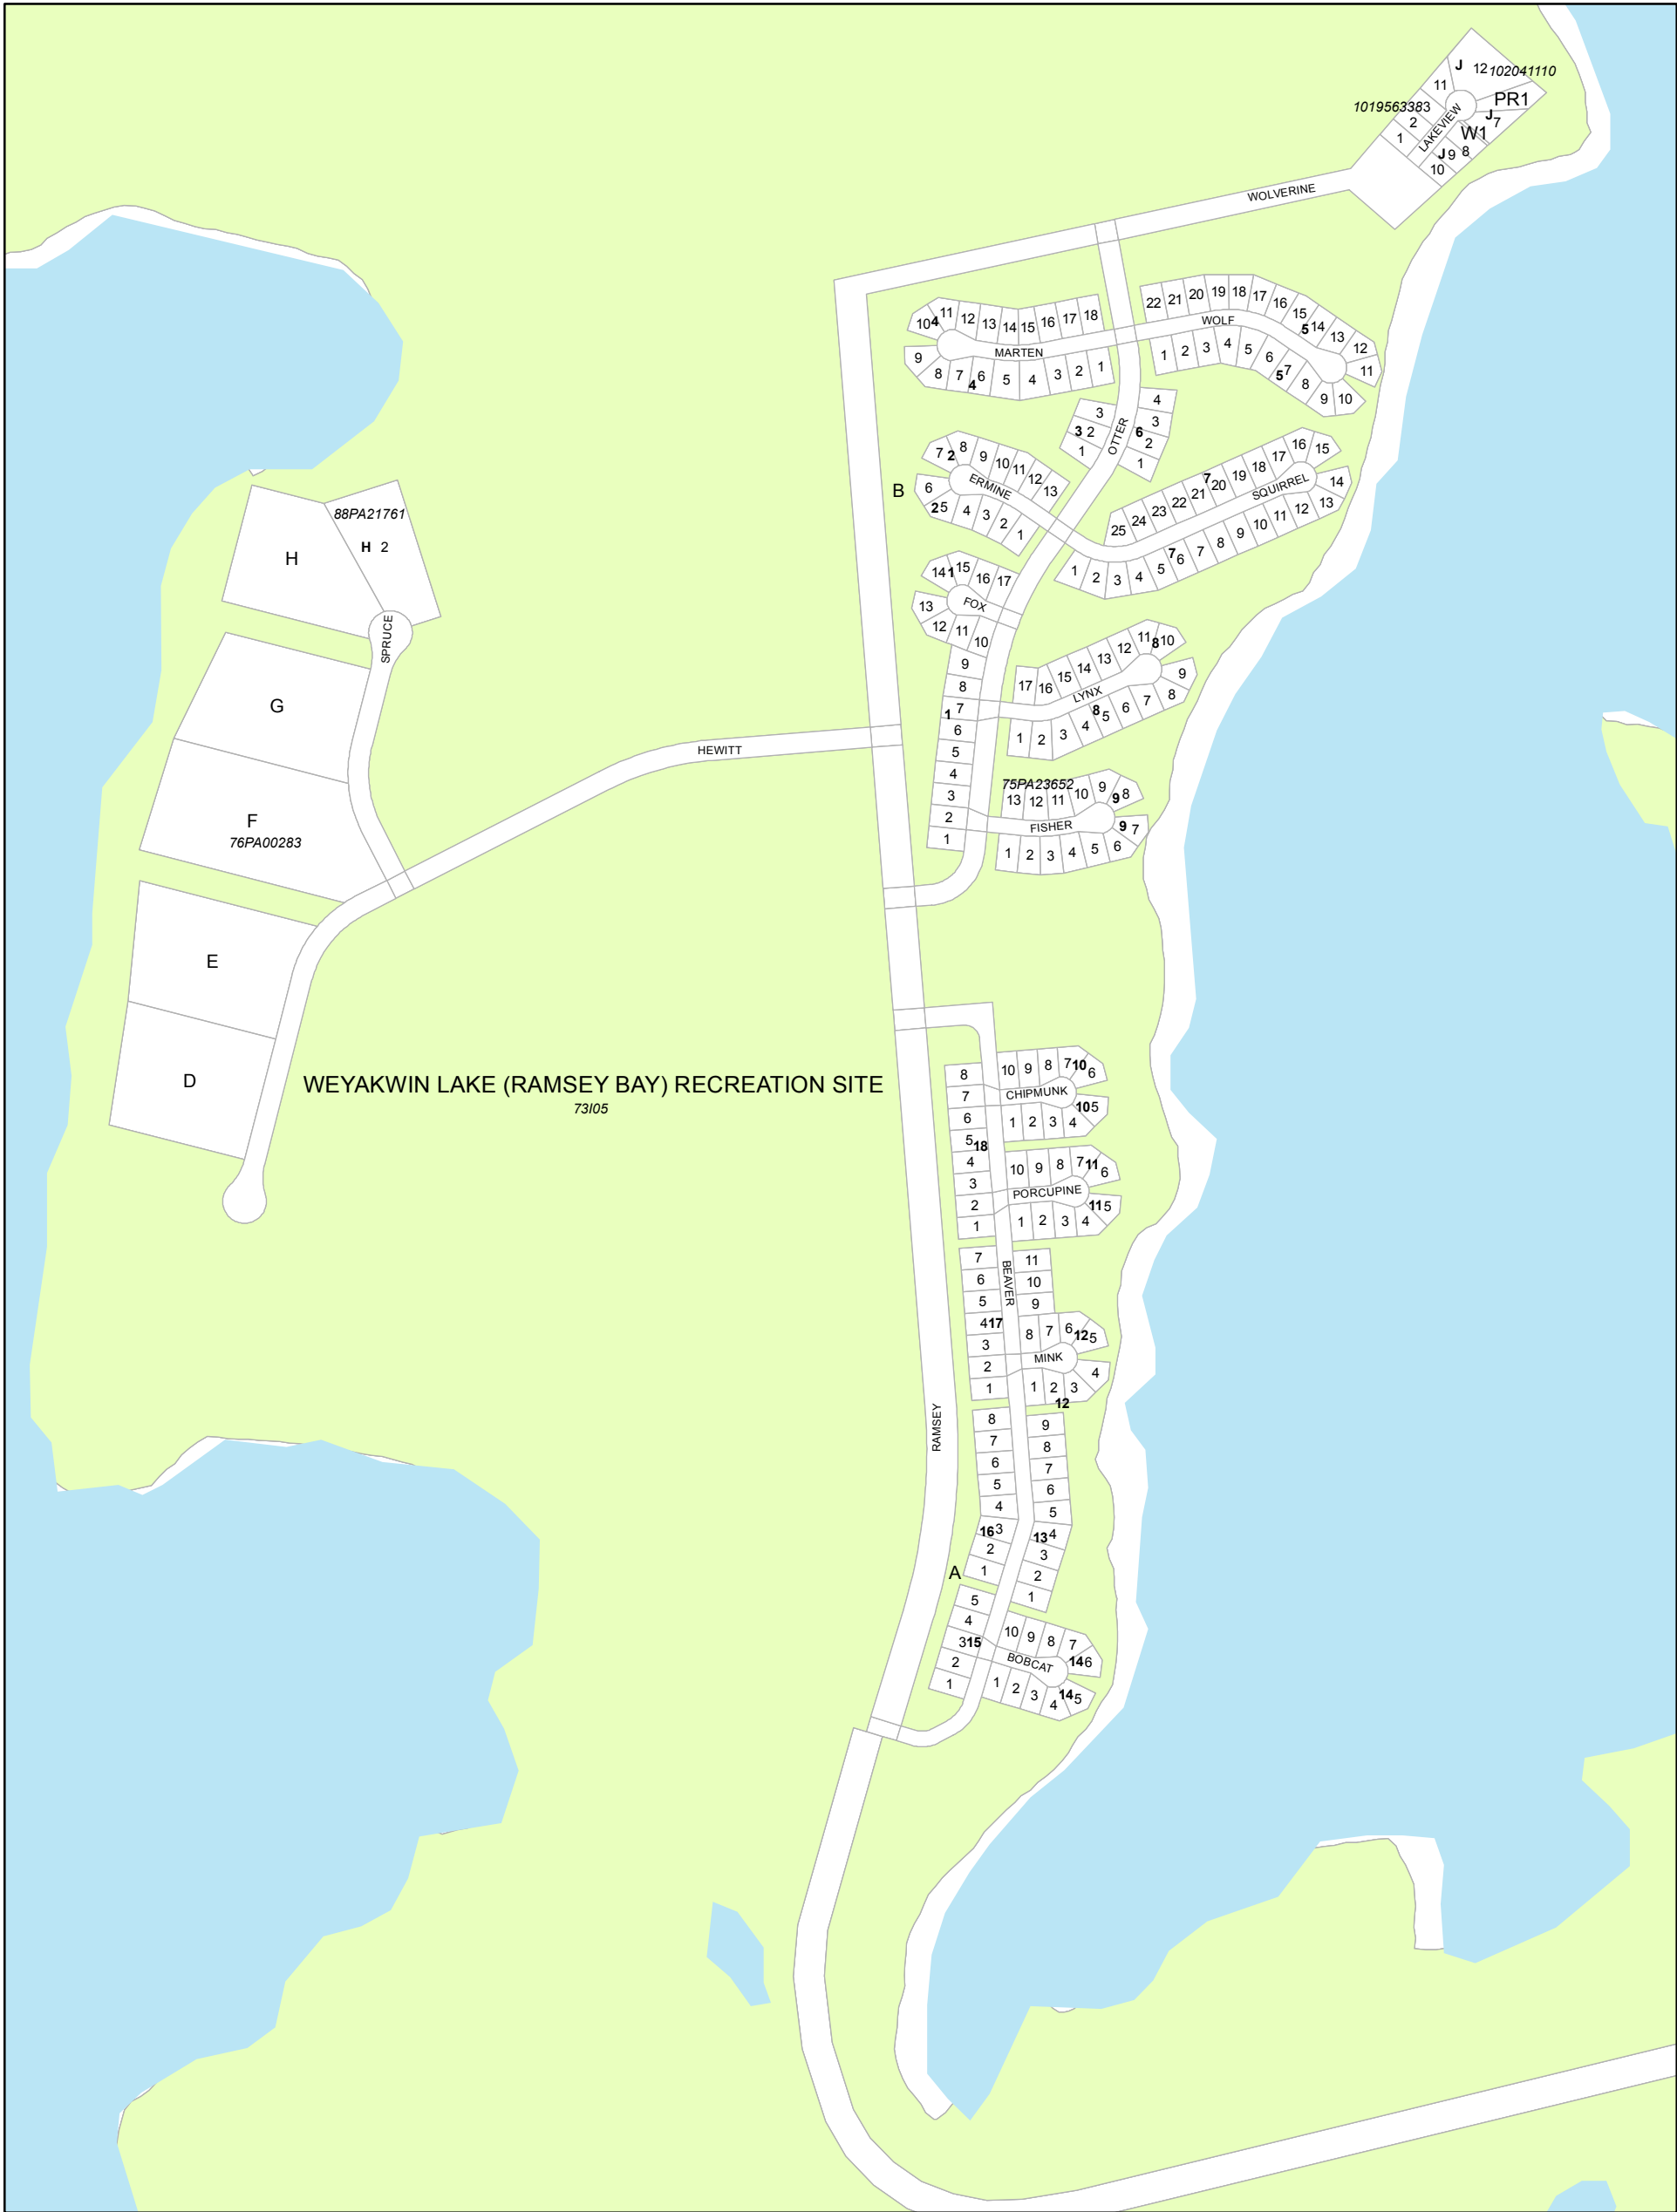 J 12 102041110
11
1019563383
PR1
2
J 7
LAKEVIEW
W1
1
J 9 8
10
WOLVERINE
22 21 20 19 18 17 16 15 5 14 13 12 11
WOLF
1 2 3 4 5 6 5 7 8 9 10
10 4 11 12 13 14 15 16 17 18
MARTEN
9 8 7 4 6 5 4 3 2 1
3
3 2
1
OTTER
4
3
6 2
1
7 2 8 9 10 11 12 13
B
ERMINE
6 2 5 4 3 2 1
25 24 23 22 21 7 20 19 18 17 16 15
SQUIRREL
14
1 2 3 4 5 7 6 7 8 9 10 11 12 13
88PA21761
H
H 2
SPRUCE
14 1 15 16 17
FOX
13 12 11 10
9
8
1 7
6
5
4
3
2
1
17 16 15 14 13 12 11 8 10
LYNX
9
1 2 3 4 8 5 6 7 8
G
HEWITT
F
76PA00283
75PA23652
13 12 11 10 9 9 8
FISHER
9 7
1 2 3 4 5 6
E
D
WEYAKWIN LAKE (RAMSEY BAY) RECREATION SITE
73I05
8
7
6
5 18
4
3
2
1
10 9 8 7 10 6
CHIPMUNK
10 5
1 2 3 4
10 9 8 7 11 6
PORCUPINE
11 5
1 2 3 4
BEAVER
7
6
5
4 17
3
2
1
11
10
9
8 7 6 12 5
MINK
4
1 2 3
12
RAMSEY
8
7
6
5
4
16 3
2
1
A
9
8
7
6
5
13 4
3
2
1
5
4
3 15
2
1
10 9 8 7
BOBCAT
14 6
1 2 3 4 14 5